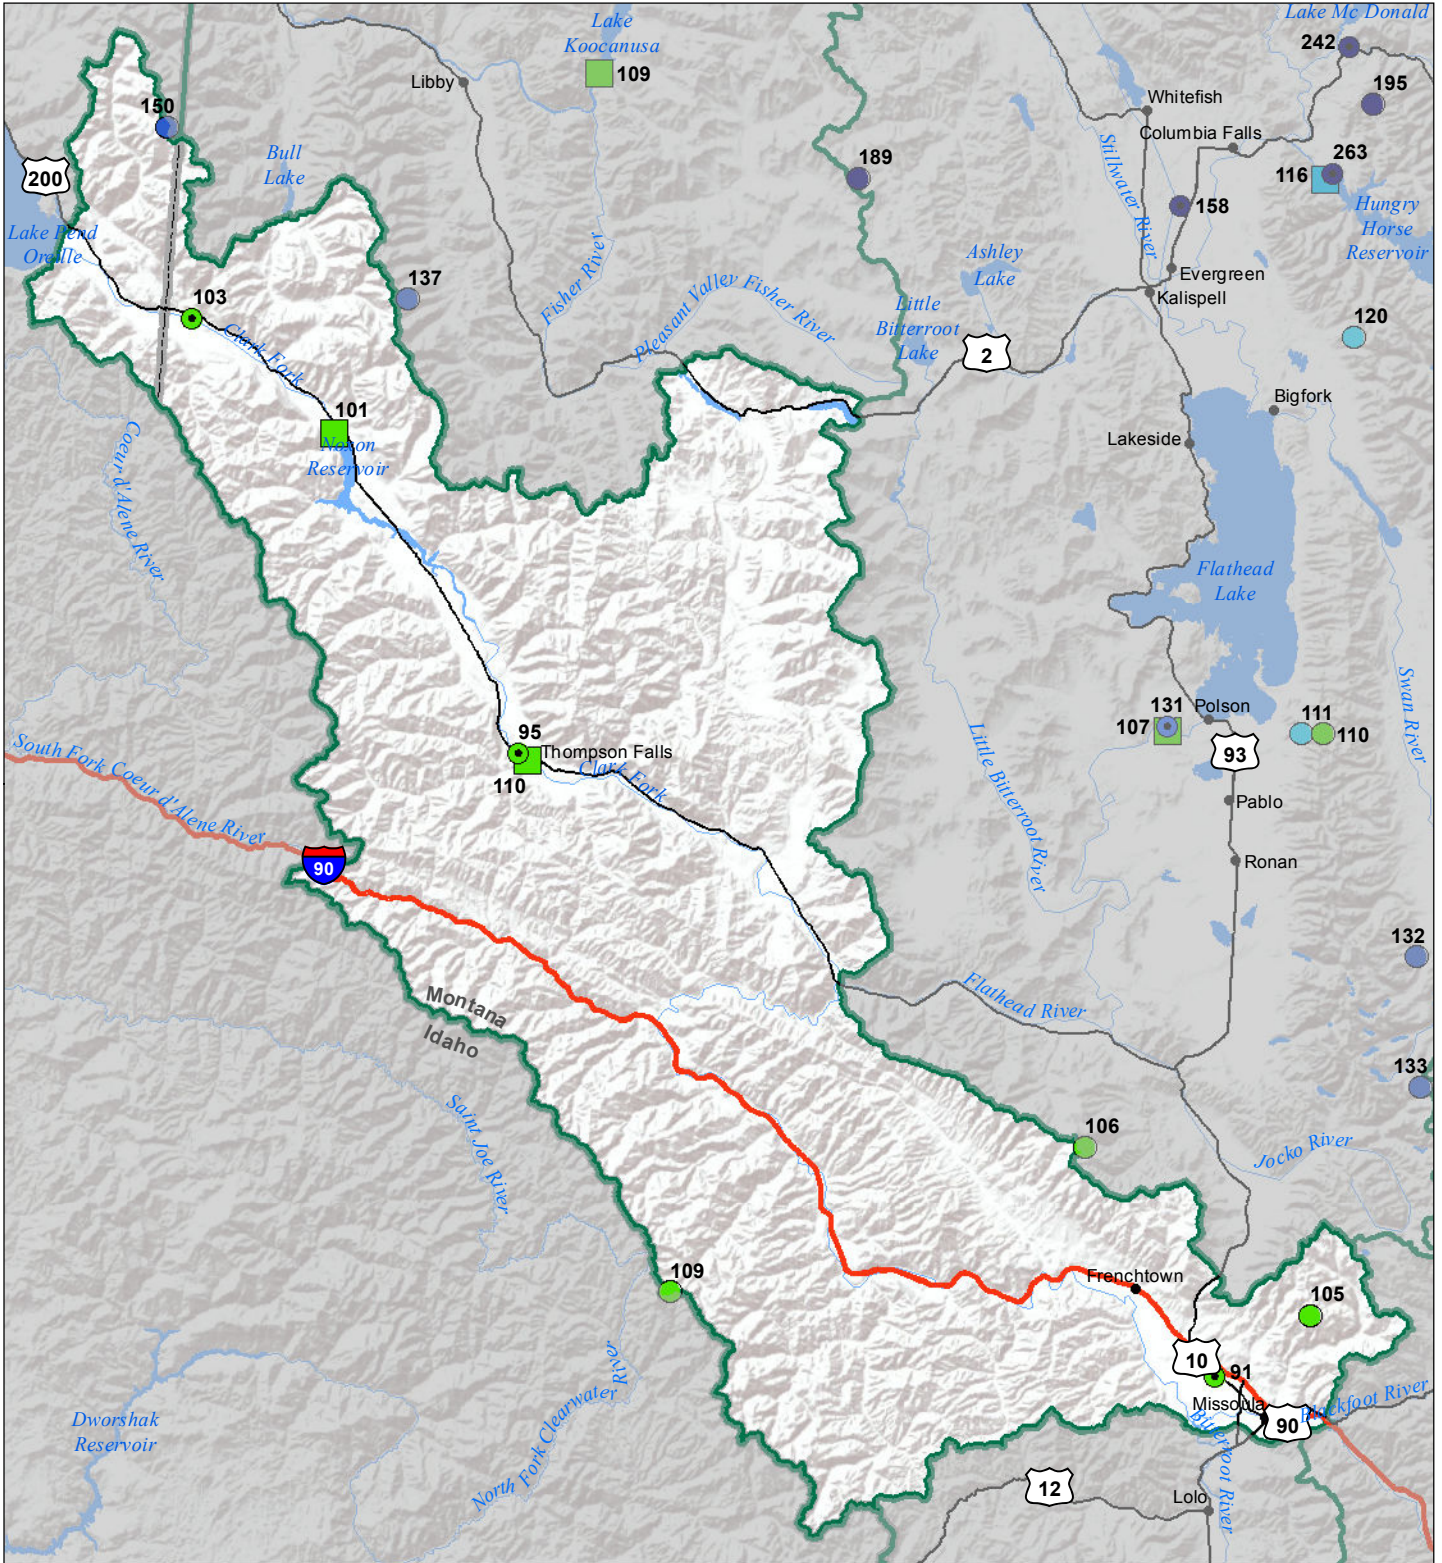 Lake Mc Donald
242
Lake
Koocanusa
109
Libby
195
Whitefish
Columbia Falls
150
Bull
Lake
189
263
116
200
Stillwater River
158
Hungry
Horse
Reservoir
Lake Pend
Oreille
Fisher River
Ashley
Lake
Evergreen
Kalispell
137
103
Pleasant Valley Fisher River
Little
Bitterroot
Lake
120
2
Clark Fork
Bigfork
101
Noxon
Reservoir
Lakeside
Coeur d'Alene River
Flathead
Lake
Swan River
131
107
Polson
111
110
95
Thompson Falls
110
Clark Fork
93
South Fork Coeur d'Alene River
Little Bitterroot River
Pablo
90
Ronan
132
Montana
Idaho
Flathead River
133
Saint Joe River
106
Jocko River
109
Frenchtown
105
10
91
Missoula
90
Blackfoot River
Dworshak
Reservoir
North Fork Clearwater River
Bitterroot River
12
Lolo